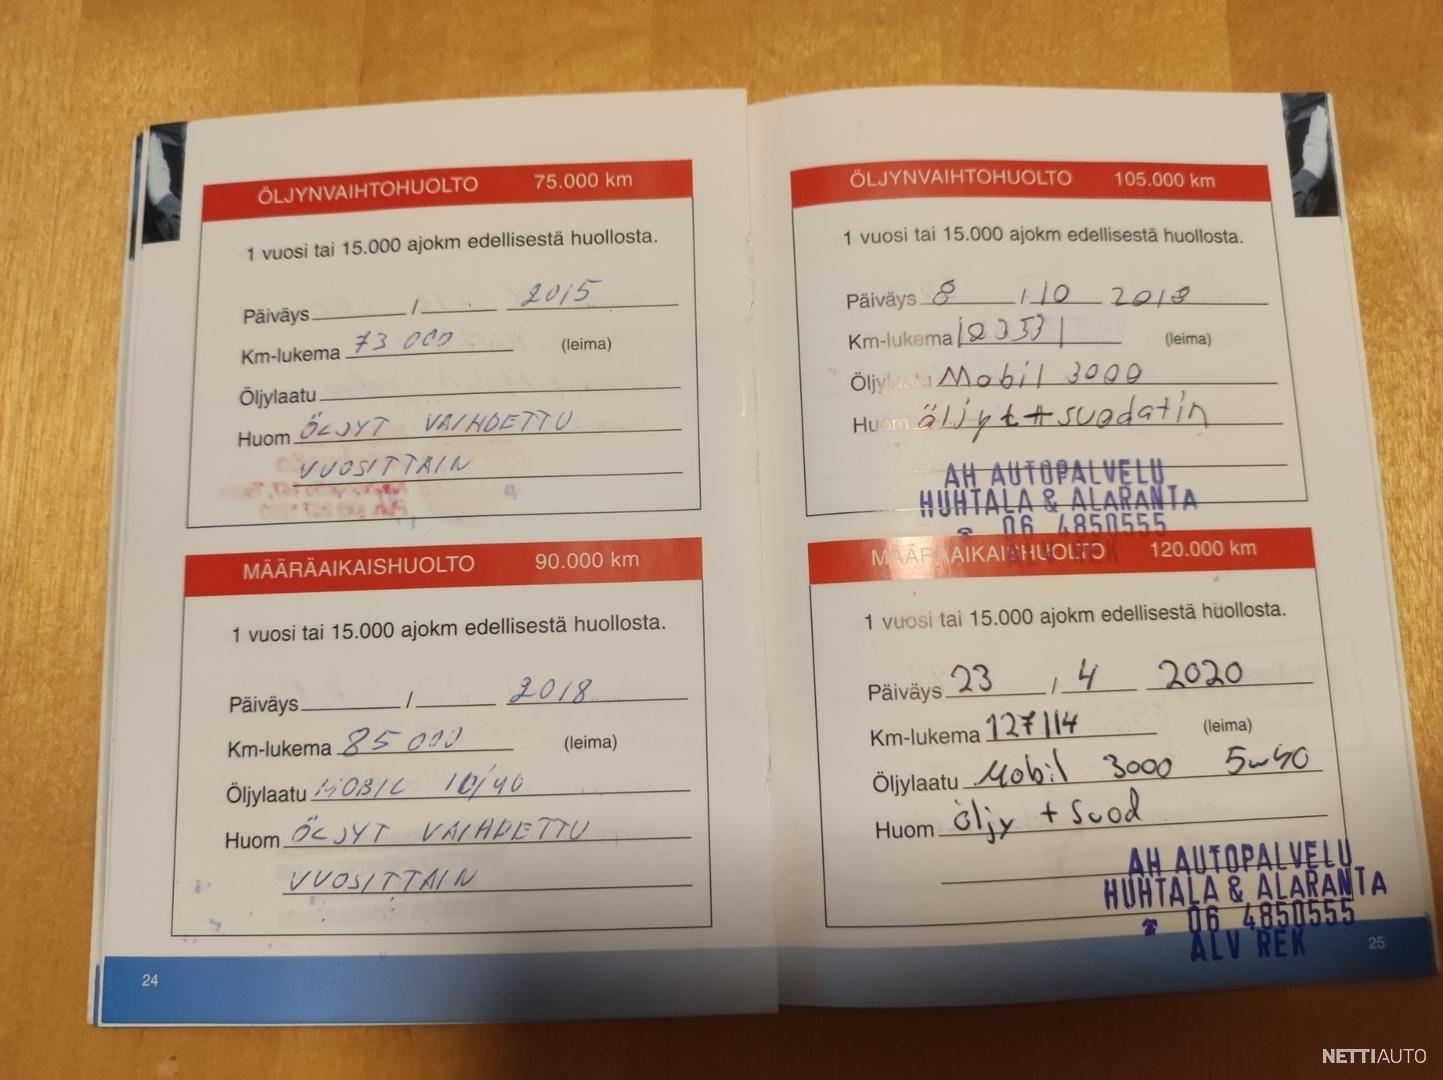 ÖLJYNVAIHTOHUOLTO 75.000 km
1 vuosi tai 15.000 ajokm edellisestä huollosta.
Päiväys / 2015
Km-lukema 73 000 (leima)
Öljylaatu
Huom ÖLJYT VAIHDETTU
VUOSITTAIN
MÄÄRÄAIKAISHUOLTO 90.000 km
1 vuosi tai 15.000 ajokm edellisestä huollosta.
Päiväys / 2018
Km-lukema 85 000 (leima)
Öljylaatu MOBIL 10/40
Huom ÖLJYT VAIHDETTU
VUOSITTAIN
24
ÖLJYNVAIHTOHUOLTO 105.000 km
1 vuosi tai 15.000 ajokm edellisestä huollosta.
Päiväys 8 / 10 2018
Km-lukema (leima)
Öljylaatu Mobil 3000
Huom öljyt + suodatin
AH AUTOPALVELU
HUHTALA & ALARANTA
☎ 06 4850555
ALV REK
MÄÄRÄAIKAISHUOLTO 120.000 km
1 vuosi tai 15.000 ajokm edellisestä huollosta.
Päiväys 23 / 4 2020
Km-lukema 127114 (leima)
Öljylaatu Mobil 3000 5w40
Huom öljy + suod
AH AUTOPALVELU
HUHTALA & ALARANTA
☎ 06 4850555
ALV REK
25
NETTIAUTO